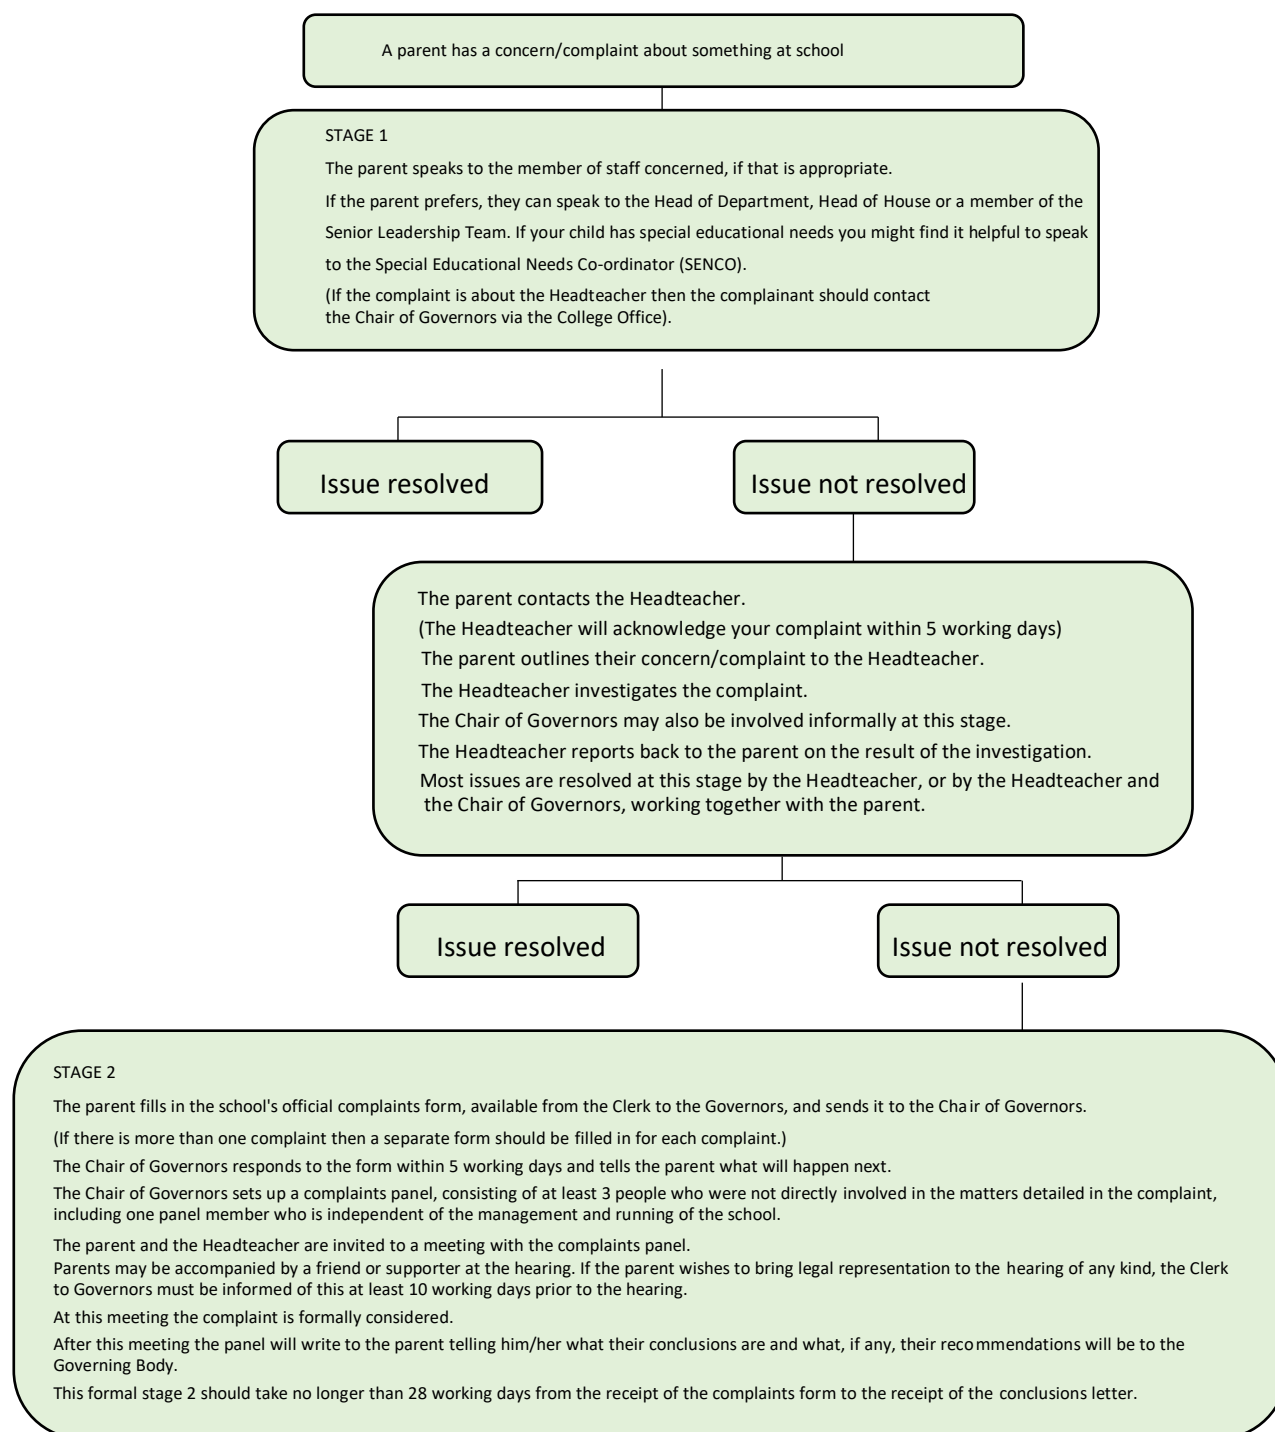 A parent has a concern/complaint about something at school
STAGE 1
The parent speaks to the member of staff concerned, if that is appropriate.
If the parent prefers, they can speak to the Head of Department, Head of House or a member of the
Senior Leadership Team. If your child has special educational needs you might find it helpful to speak
to the Special Educational Needs Co-ordinator (SENCO).
(If the complaint is about the Headteacher then the complainant should contact
the Chair of Governors via the College Office).
Issue resolved
Issue not resolved
The parent contacts the Headteacher.
(The Headteacher will acknowledge your complaint within 5 working days)
The parent outlines their concern/complaint to the Headteacher.
The Headteacher investigates the complaint.
The Chair of Governors may also be involved informally at this stage.
The Headteacher reports back to the parent on the result of the investigation.
Most issues are resolved at this stage by the Headteacher, or by the Headteacher and
the Chair of Governors, working together with the parent.
Issue resolved
Issue not resolved
STAGE 2
The parent fills in the school's official complaints form, available from the Clerk to the Governors, and sends it to the Chair of Governors.
(If there is more than one complaint then a separate form should be filled in for each complaint.)
The Chair of Governors responds to the form within 5 working days and tells the parent what will happen next.
The Chair of Governors sets up a complaints panel, consisting of at least 3 people who were not directly involved in the matters detailed in the complaint,
including one panel member who is independent of the management and running of the school.
The parent and the Headteacher are invited to a meeting with the complaints panel.
Parents may be accompanied by a friend or supporter at the hearing. If the parent wishes to bring legal representation to the hearing of any kind, the Clerk
to Governors must be informed of this at least 10 working days prior to the hearing.
At this meeting the complaint is formally considered.
After this meeting the panel will write to the parent telling him/her what their conclusions are and what, if any, their recommendations will be to the
Governing Body.
This formal stage 2 should take no longer than 28 working days from the receipt of the complaints form to the receipt of the conclusions letter.